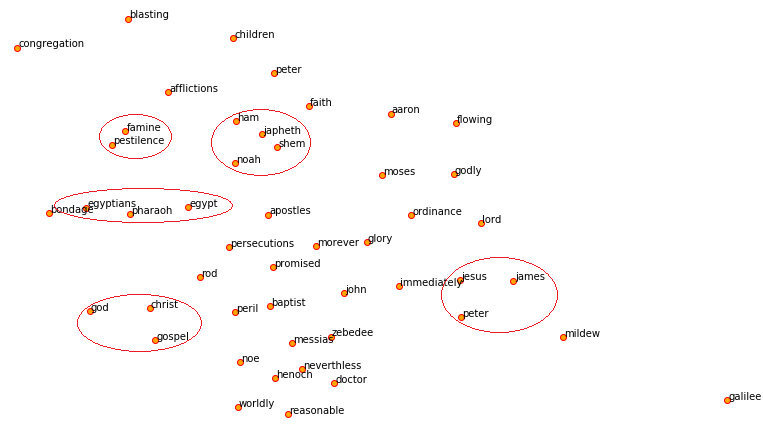 blasting
children
congregation
peter
afflictions
faith
aaron
ham
flowing
famine
japheth
pestilence
shem
noah
moses
godly
egyptians
egypt
bondage
pharaoh
apostles
ordinance
lord
persecutions
morever
glory
promised
rod
jesus
james
immediately
john
god
christ
peril
baptist
peter
zebedee
mildew
gospel
messias
noe
neverthless
henoch
doctor
galilee
worldly
reasonable